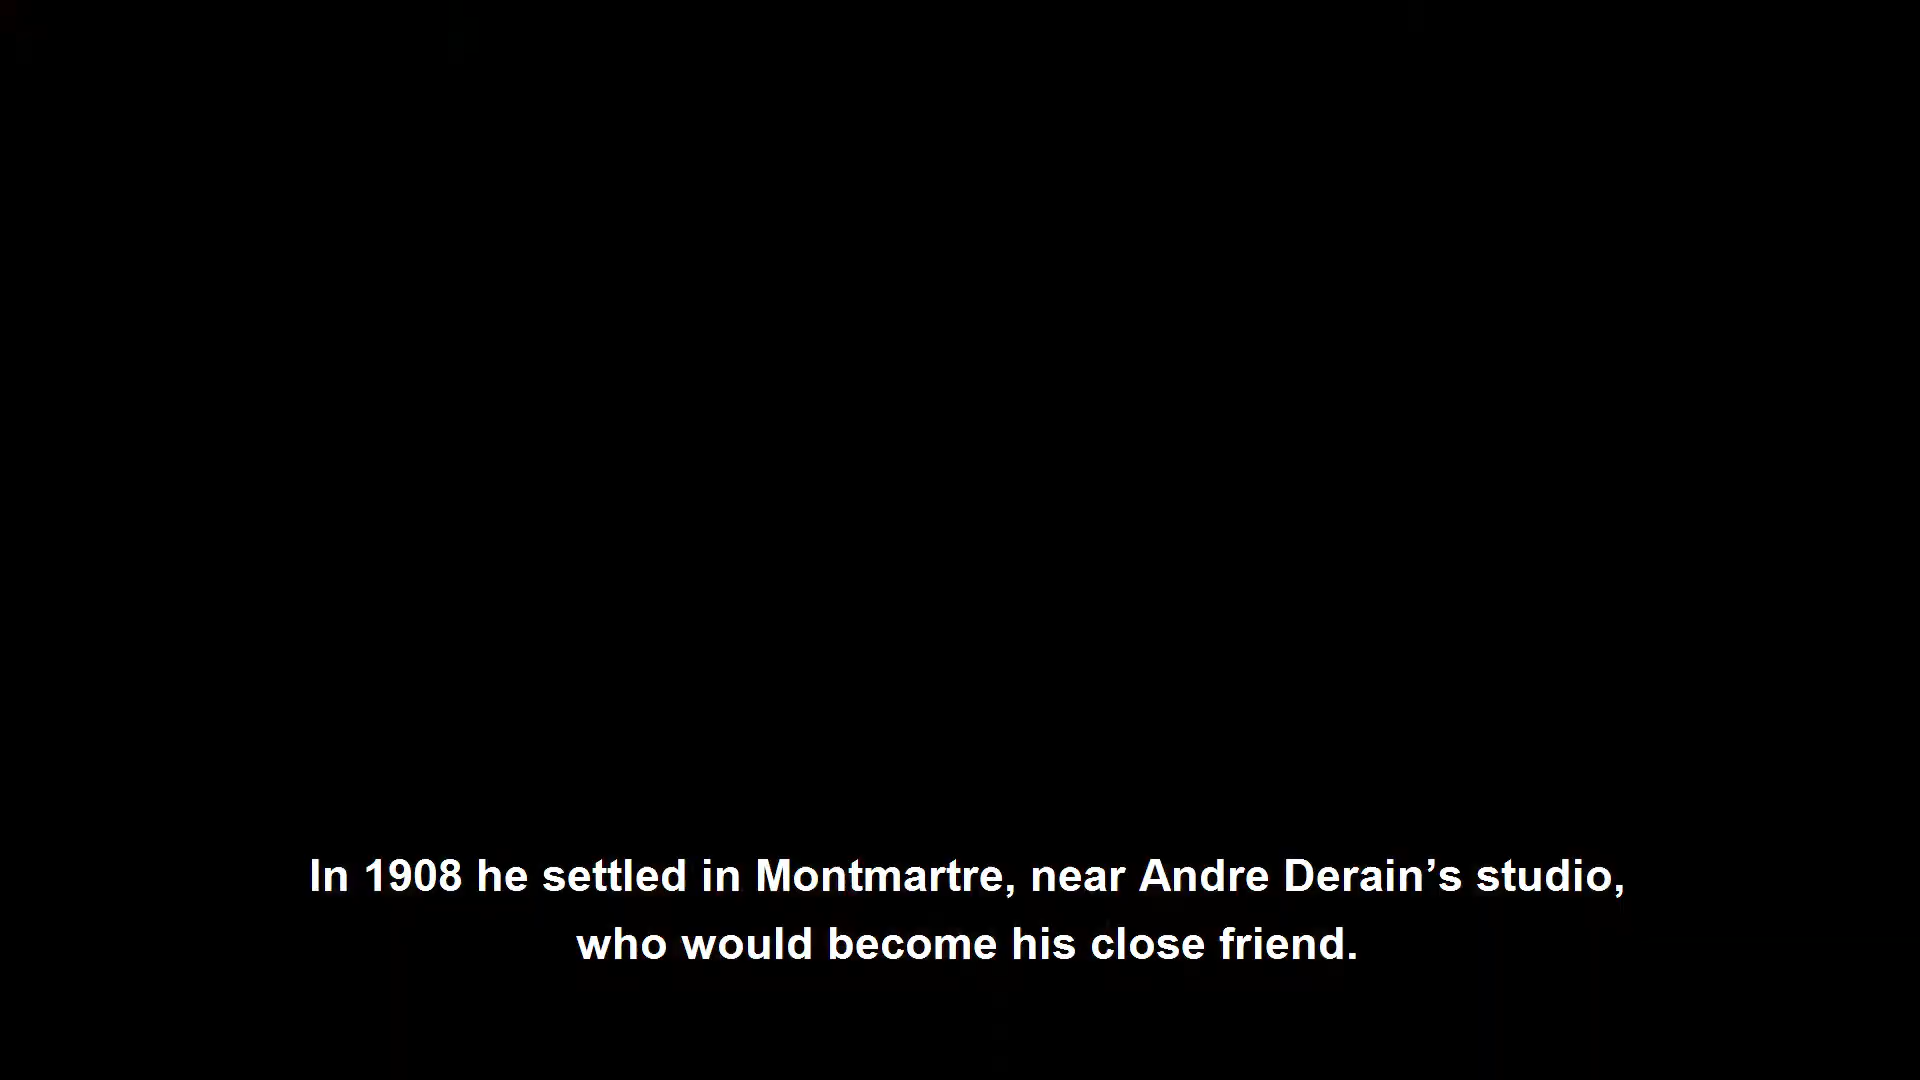 In 1908 he settled in Montmartre, near Andre Derain’s studio,
who would become his close friend.